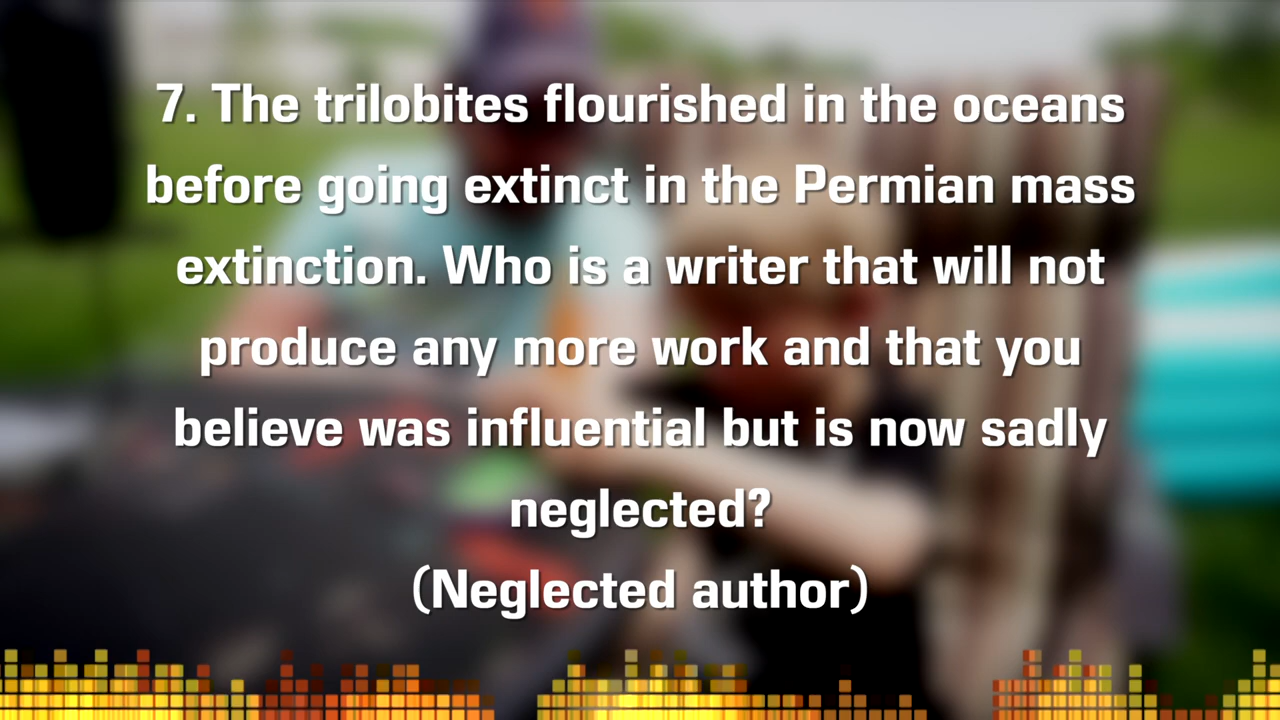 7. The trilobites flourished in the oceans
before going extinct in the Permian mass
extinction. Who is a writer that will not
produce any more work and that you
believe was influential but is now sadly
neglected?
(Neglected author)